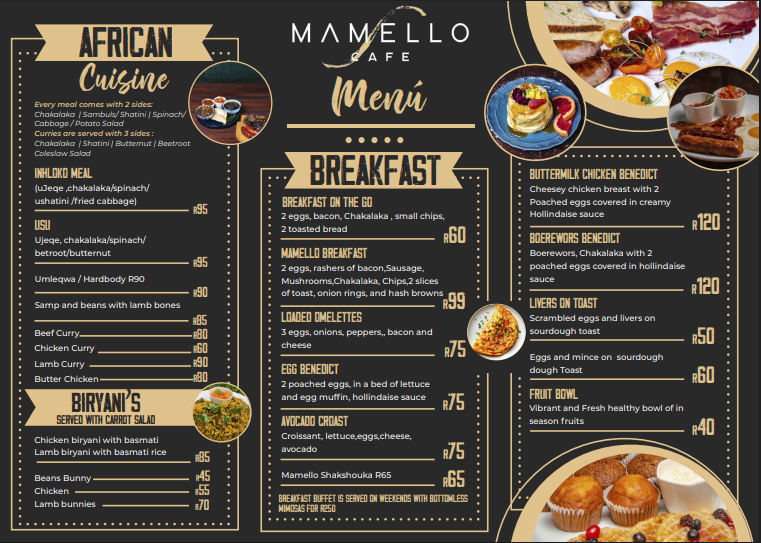 AFRICAN
Cuisine
Every meal comes with 2 sides:
Chakalaka | Sambuls/ Shatini | Spinach/
Cabbage / Potato Salad
Curries are served with 3 sides :
Chakalaka | Shatini | Butternut | Beetroot
Coleslaw Salad
INHLOKO MEAL
(uJeqe ,chakalaka/spinach/
ushatini /fried cabbage)
R95
USU
Ujeqe, chakalaka/spinach/
betroot/butternut
R95
Umleqwa / Hardbody R90
R90
Samp and beans with lamb bones
R85
Beef Curry R80
Chicken Curry R60
Lamb Curry R90
Butter Chicken R80
BIRYANI'S
SERVED WITH CARROT SALAD
Chicken biryani with basmati
Lamb biryani with basmati rice
R85
Beans Bunny R45
Chicken R55
Lamb bunnies R70
MAMELLO
CAFE
Menú
BREAKFAST
BREAKFAST ON THE GO
2 eggs, bacon, Chakalaka , small chips,
2 toasted bread
R60
MAMELLO BREAKFAST
2 eggs, rashers of bacon,Sausage,
Mushrooms,Chakalaka, Chips,2 slices
of toast, onion rings, and hash browns
R99
LOADED OMELETTES
3 eggs, onions, peppers,, bacon and
cheese
R75
EGG BENEDICT
2 poached eggs, in a bed of lettuce
and egg muffin, hollindaise sauce
R75
AVOCADO CROAST
Croissant, lettuce,eggs,cheese,
avocado
R75
Mamello Shakshouka R65
R65
BREAKFAST BUFFET IS SERVED ON WEEKENDS WITH BOTTOMLESS
MIMOSAS FOR R250
BUTTERMILK CHICKEN BENEDICT
Cheesey chicken breast with 2
Poached eggs covered in creamy
Hollindaise sauce
R120
BOEREWORS BENEDICT
Boerewors, Chakalaka with 2
poached eggs covered in hollindaise
sauce
R120
LIVERS ON TOAST
Scrambled eggs and livers on
sourdough toast
R50
Eggs and mince on sourdough
dough Toast
R60
FRUIT BOWL
Vibrant and Fresh healthy bowl of in
season fruits
R40